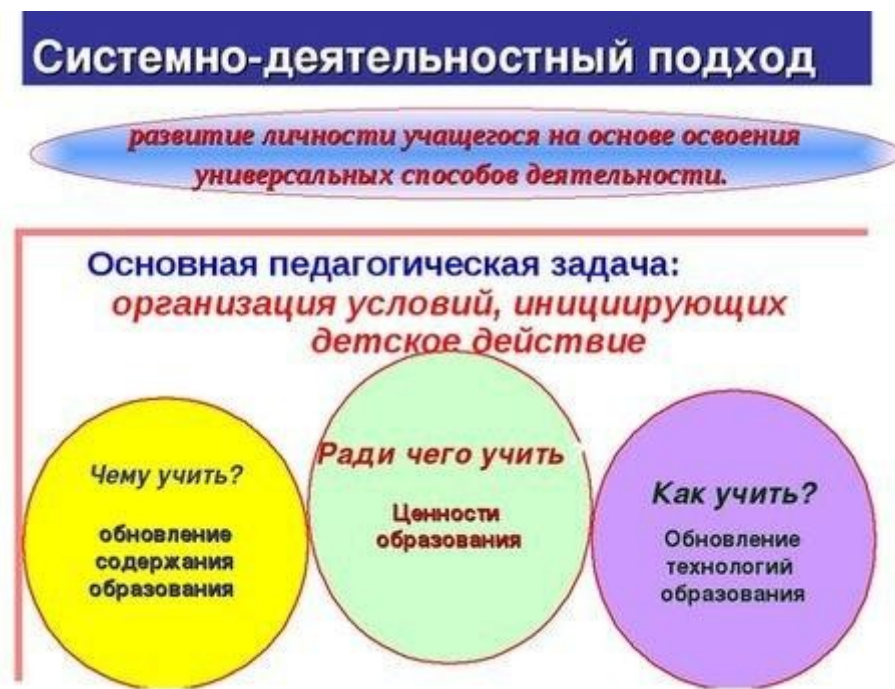 Системно-деятельностный подход
развитие личности учащегося на основе освоения
универсальных способов деятельности.
Основная педагогическая задача:
организация условий, инициирующих
детское действие
Чему учить?
обновление
содержания
образования
Ради чего учить
Ценности
образования
Как учить?
Обновление
технологий
образования